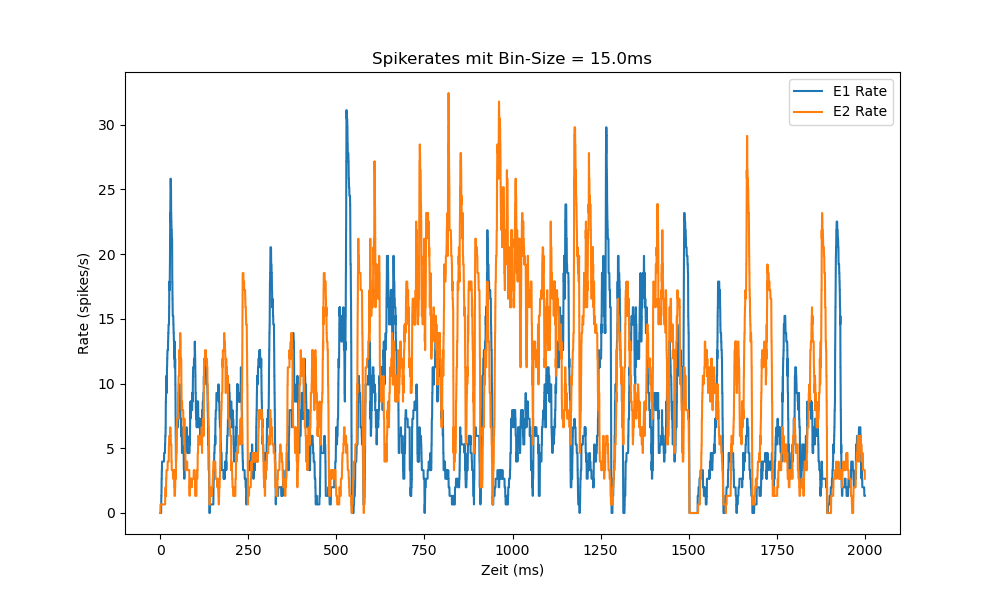 Spikerates mit Bin-Size = 15.0ms
E1 Rate
E2 Rate
30
25
20
15
10
5
0
Rate (spikes/s)
0 250 500 750 1000 1250 1500 1750 2000
Zeit (ms)